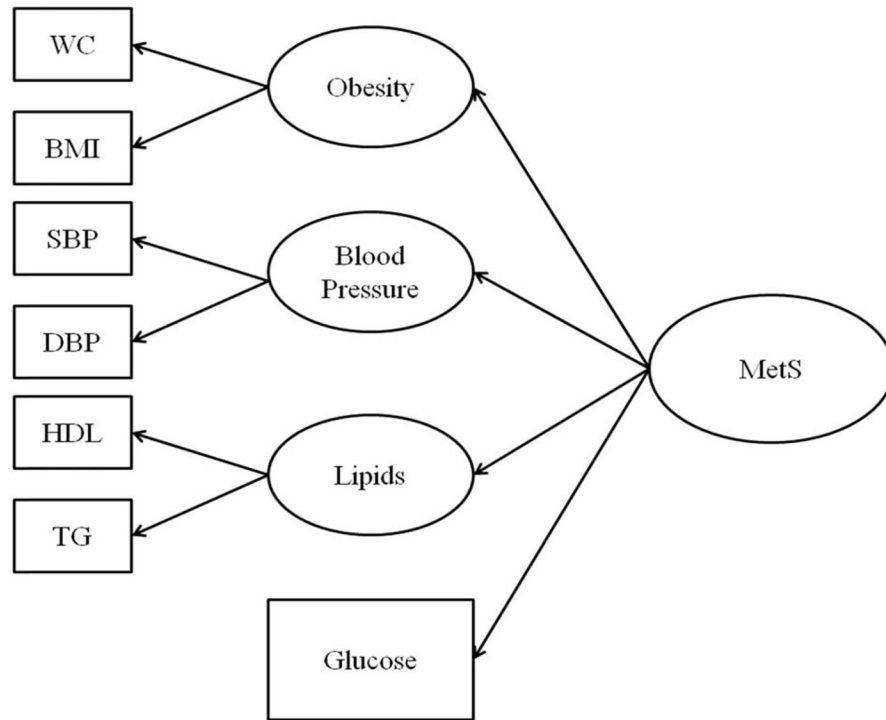 WC
BMI
SBP
DBP
HDL
TG
Obesity
Blood
Pressure
Lipids
Glucose
MetS